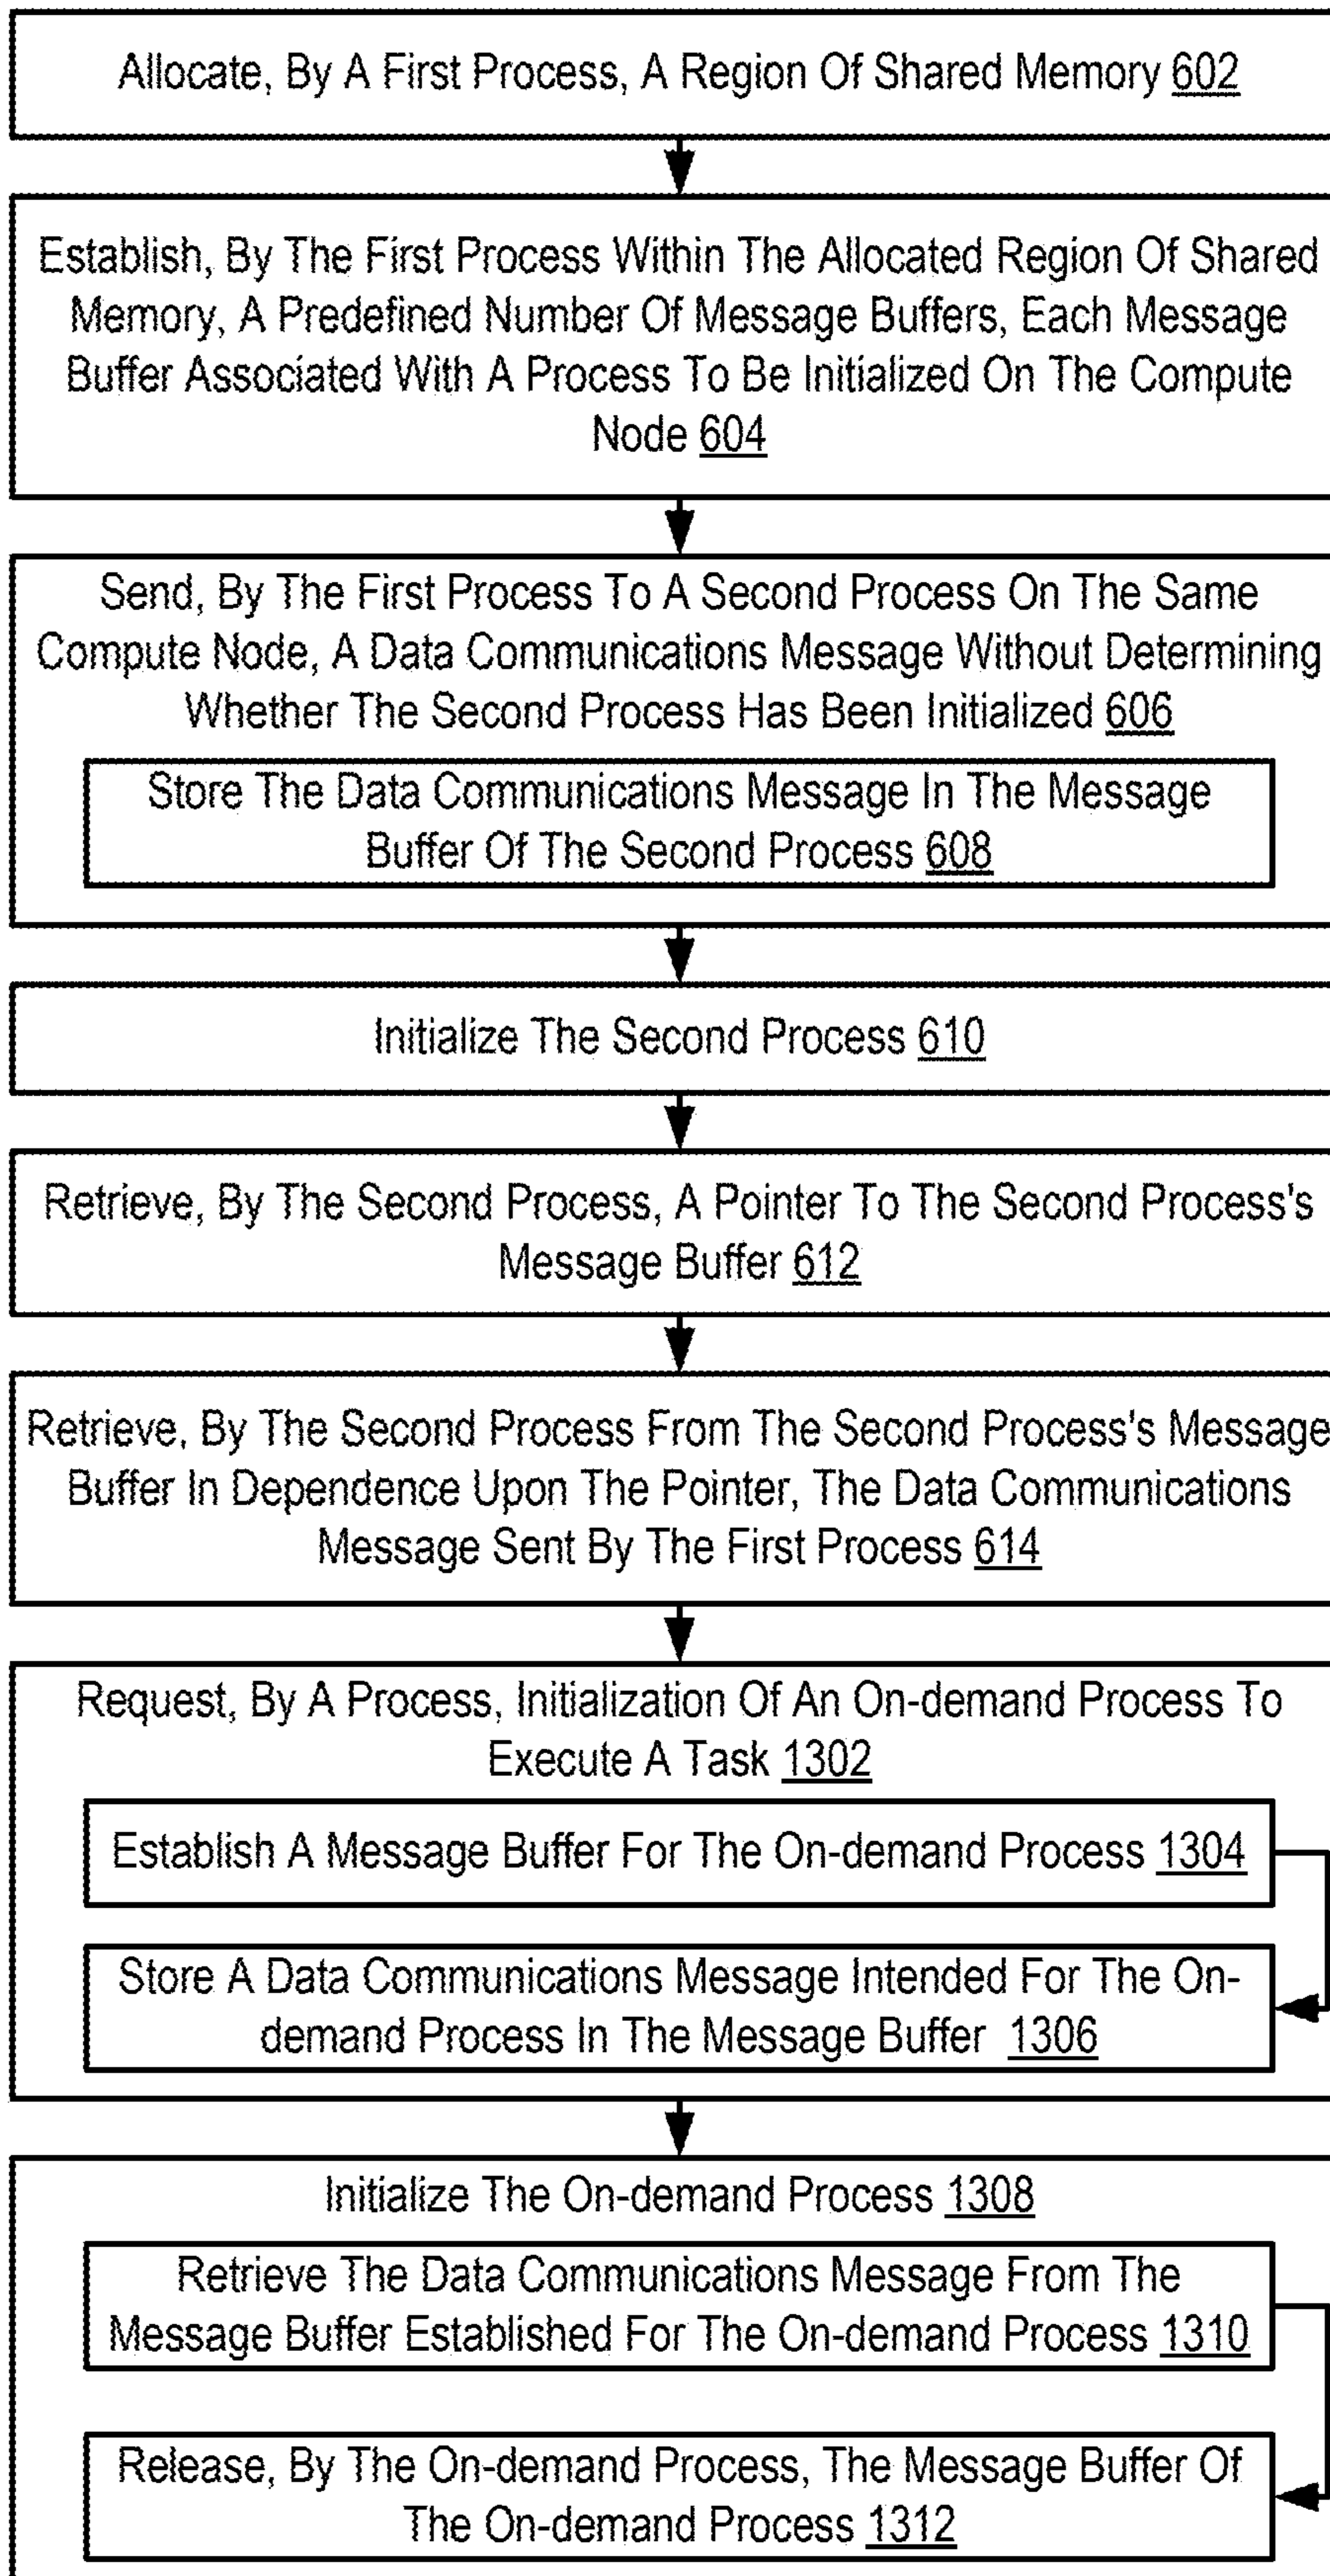 Allocate, By A First Process, A Region Of Shared Memory 602
Establish, By The First Process Within The Allocated Region Of Shared
Memory, A Predefined Number Of Message Buffers, Each Message
Buffer Associated With A Process To Be Initialized On The Compute
Node 604
Send, By The First Process To A Second Process On The Same
Compute Node, A Data Communications Message Without Determining
Whether The Second Process Has Been Initialized 606
Store The Data Communications Message In The Message
Buffer Of The Second Process 608
Initialize The Second Process 610
Retrieve, By The Second Process, A Pointer To The Second Process's
Message Buffer 612
Retrieve, By The Second Process From The Second Process's Message
Buffer In Dependence Upon The Pointer, The Data Communications
Message Sent By The First Process 614
Request, By A Process, Initialization Of An On-demand Process To
Execute A Task 1302
Establish A Message Buffer For The On-demand Process 1304
Store A Data Communications Message Intended For The On-
demand Process In The Message Buffer 1306
Initialize The On-demand Process 1308
Retrieve The Data Communications Message From The
Message Buffer Established For The On-demand Process 1310
Release, By The On-demand Process, The Message Buffer Of
The On-demand Process 1312